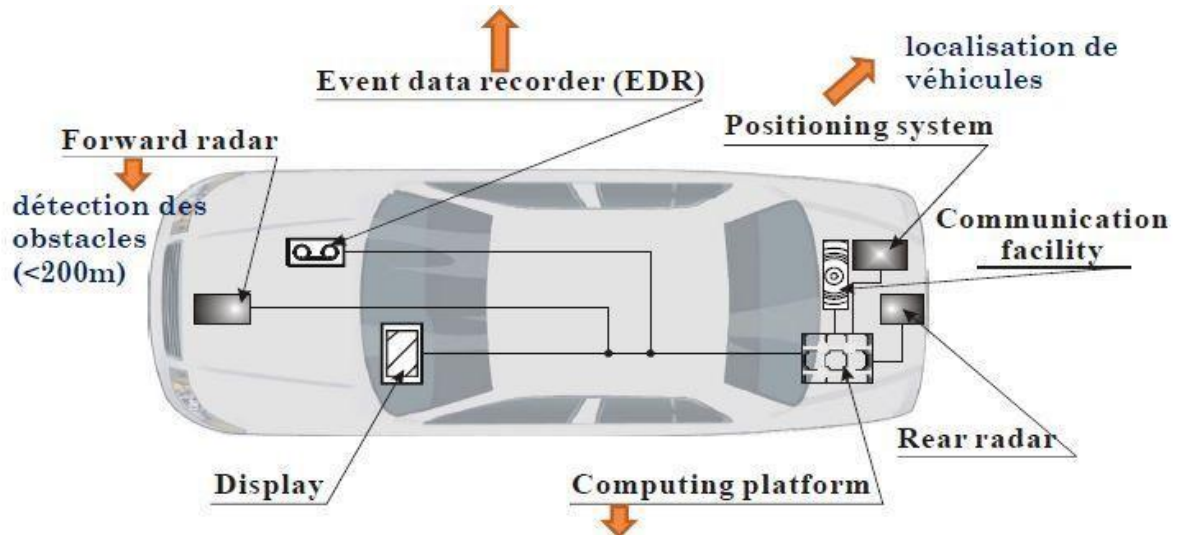 Event data recorder (EDR)
localisation de
véhicules
Positioning system
Forward radar
détection des
obstacles
(<200m)
Communication
facility
Rear radar
Display
Computing platform